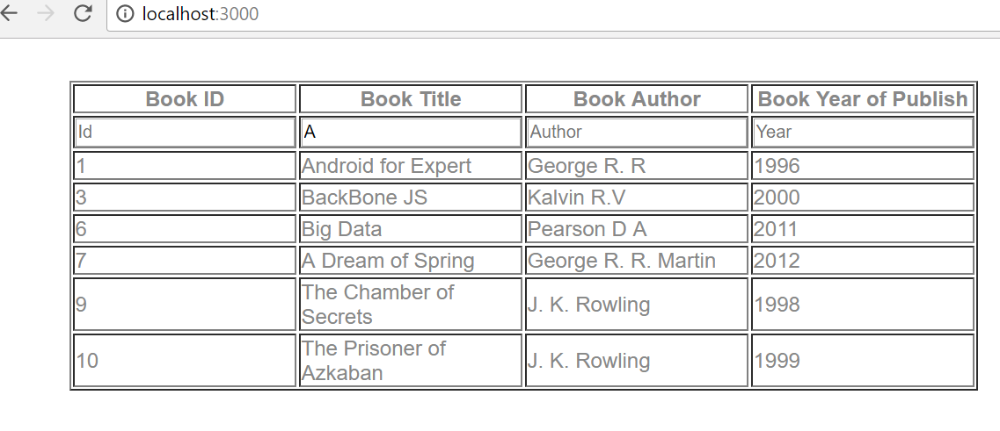 localhost:3000
Book ID Book Title Book Author Book Year of Publish
Id A Author Year
1 Android for Expert George R. R 1996
3 BackBone JS Kalvin R.V 2000
6 Big Data Pearson D A 2011
7 A Dream of Spring George R. R. Martin 2012
9 The Chamber of Secrets J. K. Rowling 1998
10 The Prisoner of Azkaban J. K. Rowling 1999